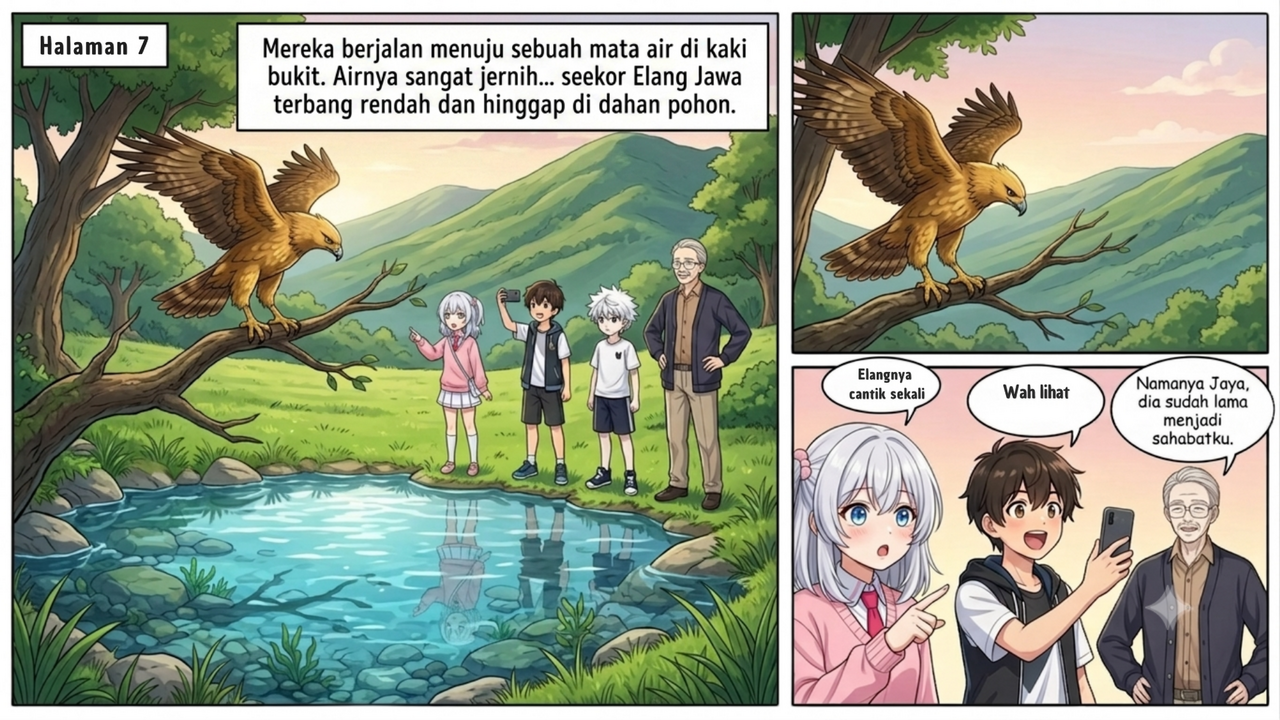 Halaman 7
Mereka berjalan menuju sebuah mata air di kaki
bukit. Airnya sangat jernih... seekor Elang Jawa
terbang rendah dan hinggap di dahan pohon.
Elangnya
cantik sekali
Wah lihat
Namanya Jaya,
dia sudah lama
menjadi
sahabatku.